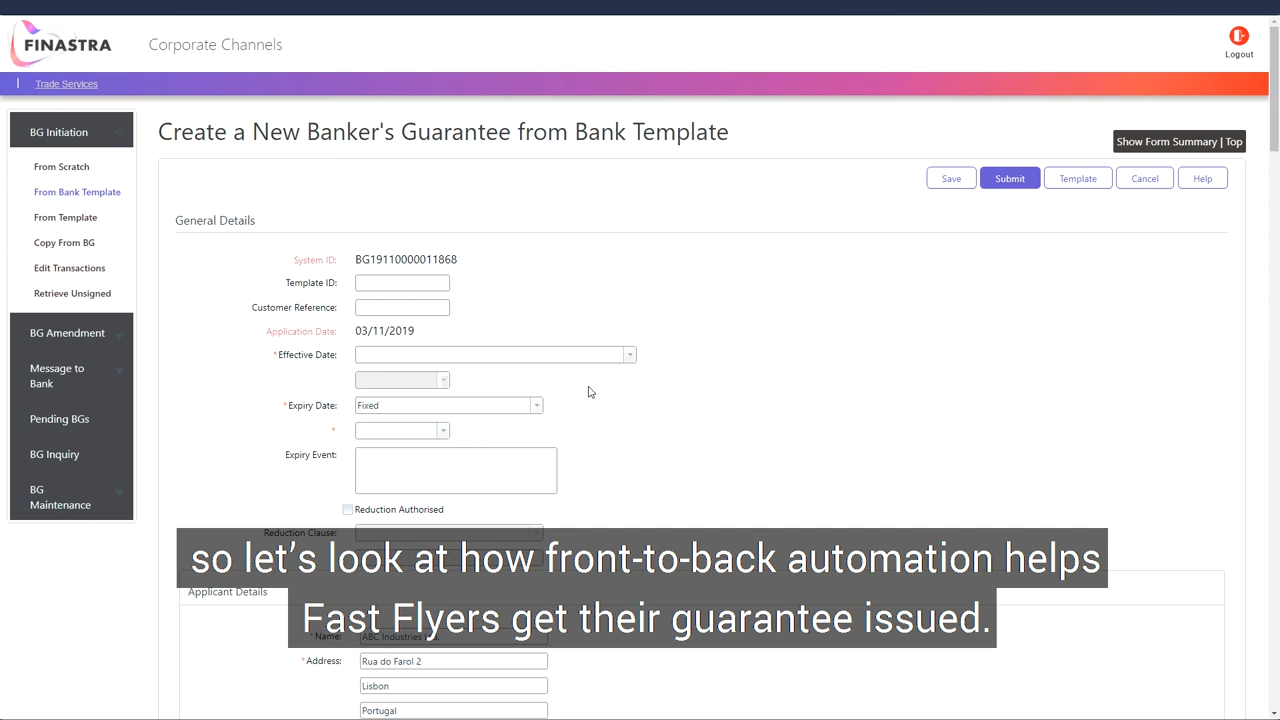 FINASTRA
Corporate Channels
Logout
Trade Services
BG Initiation
From Scratch
From Bank Template
From Template
Copy From BG
Edit Transactions
Retrieve Unsigned
BG Amendment
Message to
Bank
Pending BGs
BG Inquiry
BG
Maintenance
Create a New Banker's Guarantee from Bank Template
Show Form Summary | Top
Save
Submit
Template
Cancel
Help
General Details
System ID: BG19110000011868
Template ID:
Customer Reference:
Application Date: 03/11/2019
*Effective Date:
*Expiry Date: Fixed
*
Expiry Event:
Reduction Authorised
Reduction Clause:
so let’s look at how front-to-back automation helps
Fast Flyers get their guarantee issued.
Applicant Details
*Name: ABC Industries
*Address: Rua do Farol 2
Lisbon
Portugal